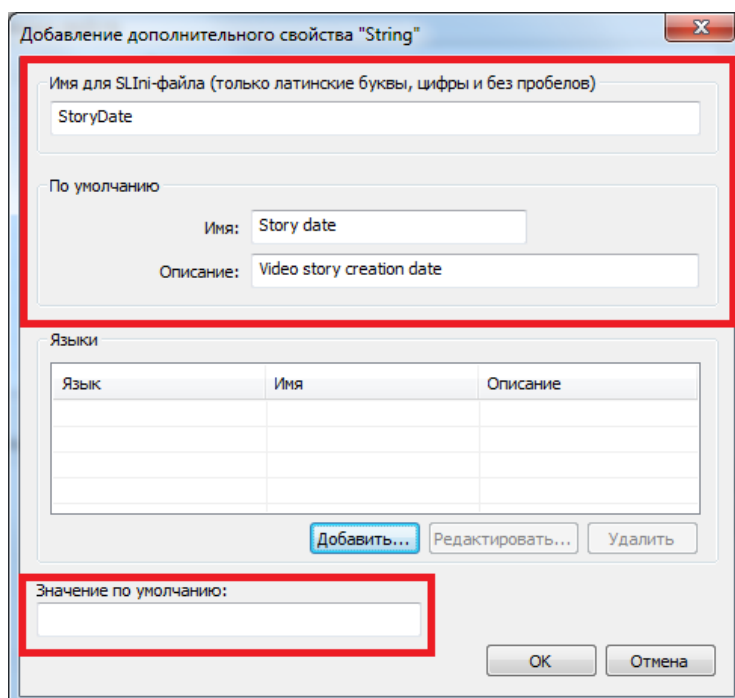 Добавление дополнительного свойства "String"
Имя для SLIni-файла (только латинские буквы, цифры и без пробелов)
StoryDate
По умолчанию
Имя: Story date
Описание: Video story creation date
Языки
Язык Имя Описание
Добавить... Редактировать... Удалить
Значение по умолчанию:
OK Отмена